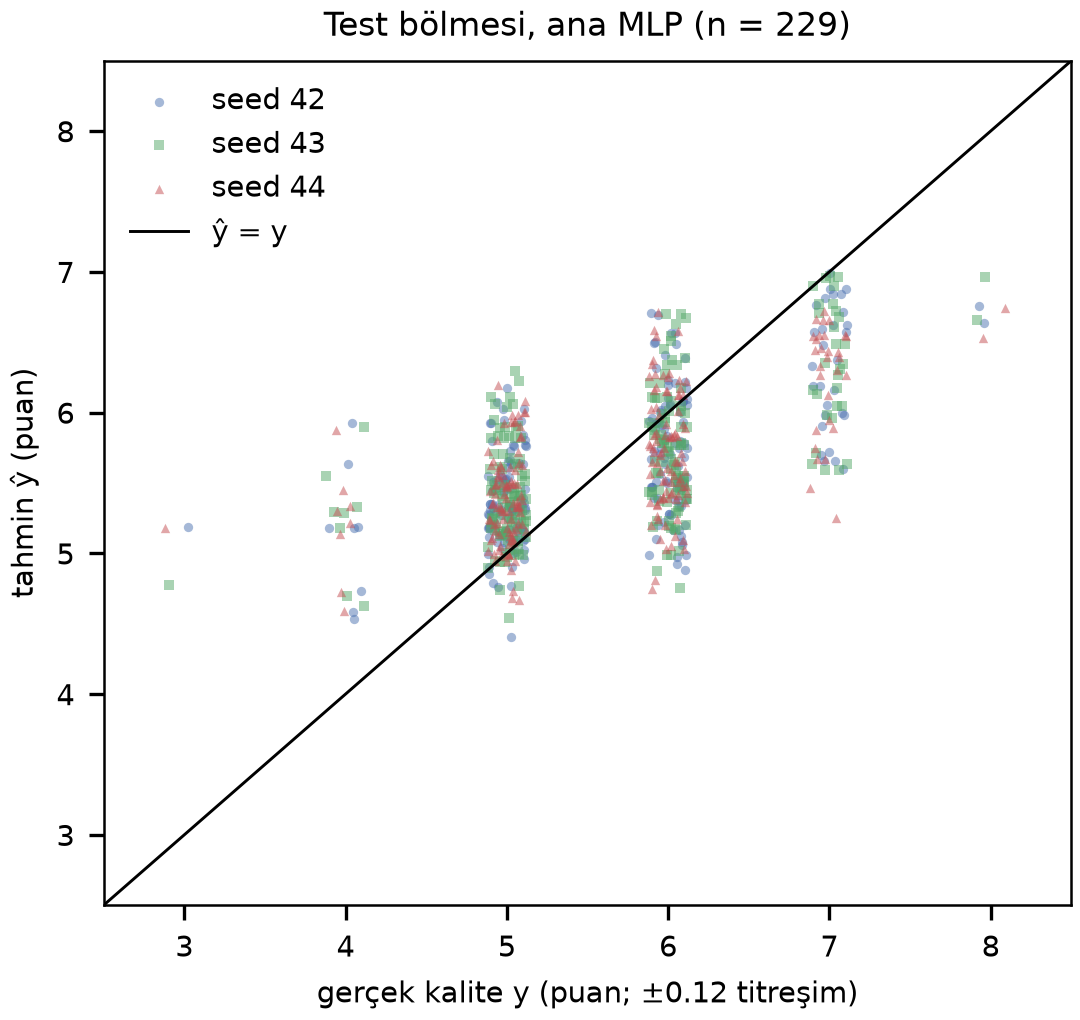 Test bölmesi, ana MLP (n = 229)
seed 42
seed 43
seed 44
ŷ = y
8
7
6
5
4
3
tahmin ŷ (puan)
3 4 5 6 7 8
gerçek kalite y (puan; ±0.12 titreşim)